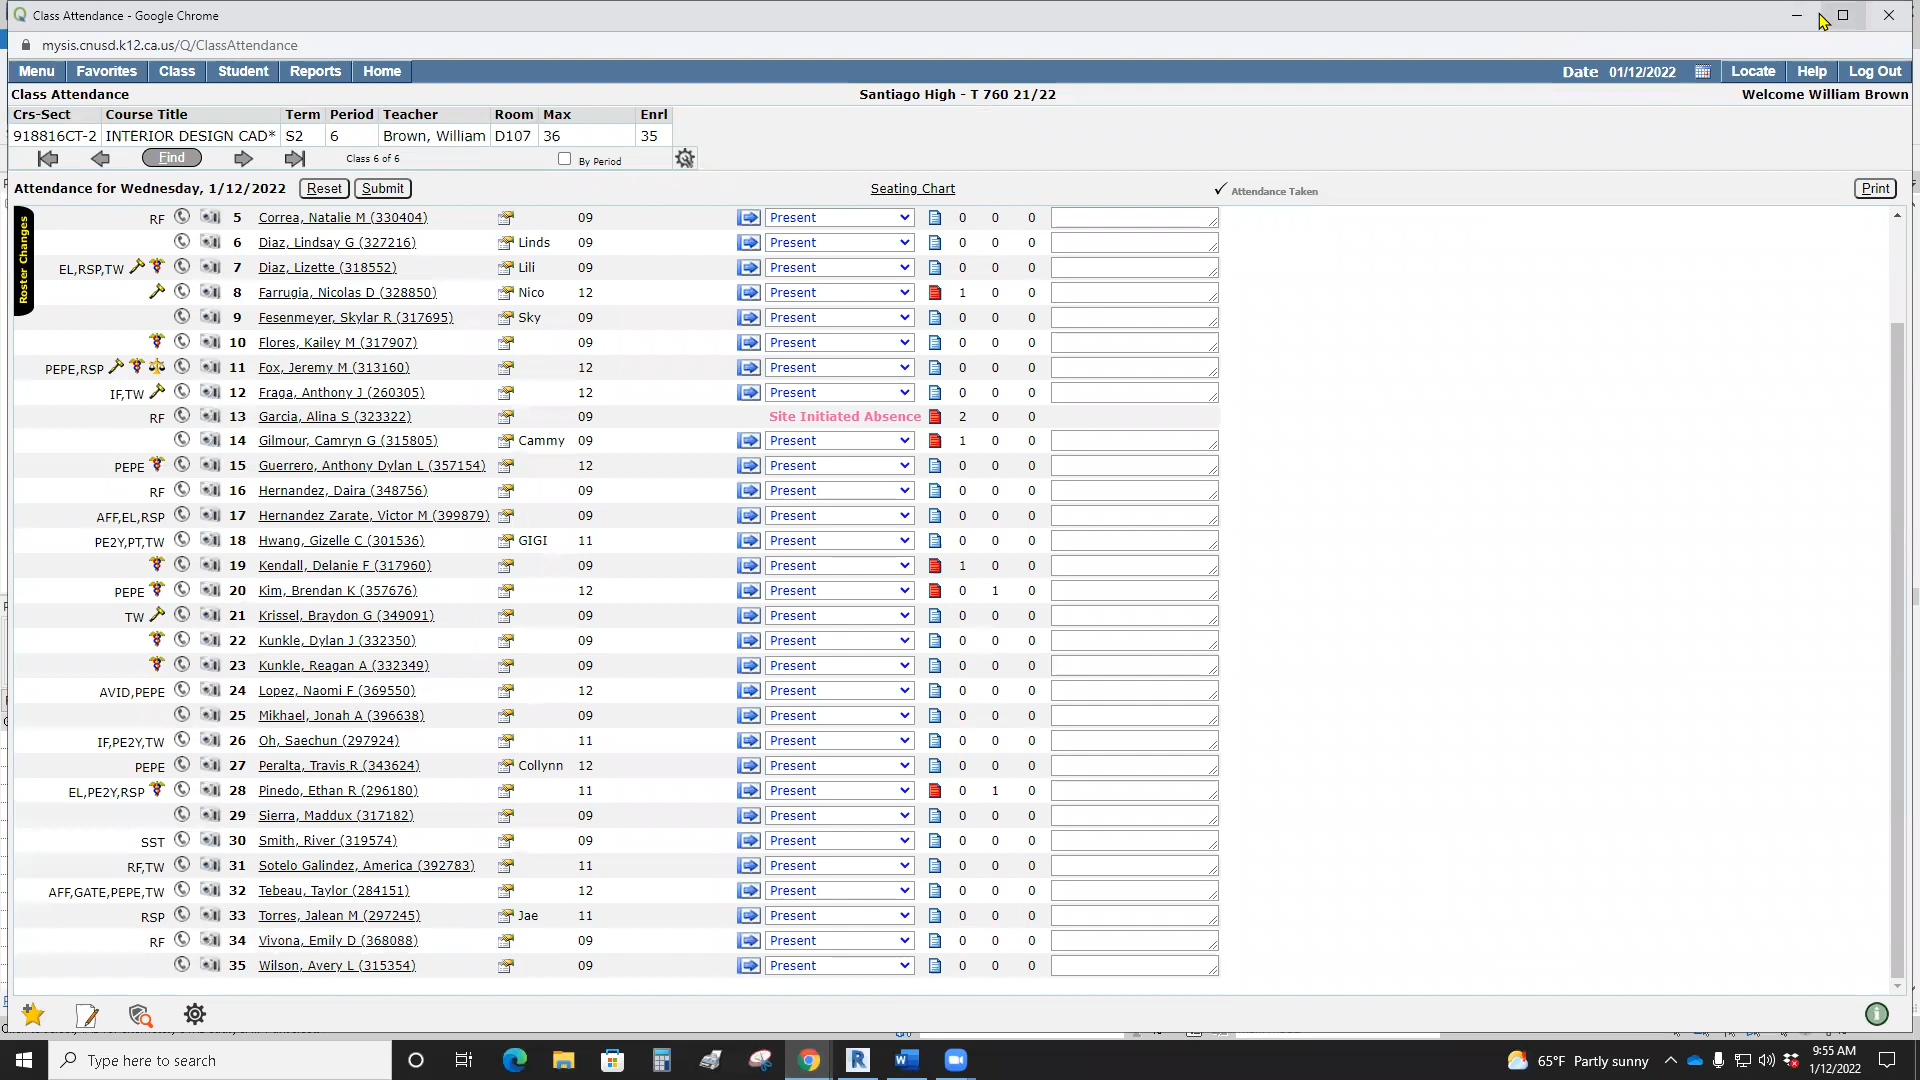 Class Attendance - Google Chrome
mysis.cnusd.k12.ca.us/Q/ClassAttendance
Menu Favorites Class Student Reports Home Date 01/12/2022 Locate Help Log Out
Class Attendance Santiago High - T 760 21/22 Welcome William Brown
Crs-Sect Course Title Term Period Teacher Room Max Enrl
918816CT-2 INTERIOR DESIGN CAD* S2 6 Brown, William D107 36 35
Find Class 6 of 6 By Period
Attendance for Wednesday, 1/12/2022 Reset Submit Seating Chart Attendance Taken Print
Roster Changes
RF 5 Correa, Natalie M (330404) 09 Present 0 0 0
6 Diaz, Lindsay G (327216) Linds 09 Present 0 0 0
EL,RSP,TW 7 Diaz, Lizette (318552) Lili 09 Present 0 0 0
8 Farrugia, Nicolas D (328850) Nico 12 Present 1 0 0
9 Fesenmeyer, Skylar R (317695) Sky 09 Present 0 0 0
10 Flores, Kailey M (317907) 09 Present 0 0 0
PEPE,RSP 11 Fox, Jeremy M (313160) 12 Present 0 0 0
IF,TW 12 Fraga, Anthony J (260305) 12 Present 0 0 0
RF 13 Garcia, Alina S (323322) 09 Site Initiated Absence 2 0 0
14 Gilmour, Camryn G (315805) Cammy 09 Present 1 0 0
PEPE 15 Guerrero, Anthony Dylan L (357154) 12 Present 0 0 0
RF 16 Hernandez, Daira (348756) 09 Present 0 0 0
AFF,EL,RSP 17 Hernandez Zarate, Victor M (399879) 09 Present 0 0 0
PE2Y,PT,TW 18 Hwang, Gizelle C (301536) GIGI 11 Present 0 0 0
19 Kendall, Delanie F (317960) 09 Present 1 0 0
PEPE 20 Kim, Brendan K (357676) 12 Present 0 1 0
TW 21 Krissel, Braydon G (349091) 09 Present 0 0 0
22 Kunkle, Dylan J (332350) 09 Present 0 0 0
23 Kunkle, Reagan A (332349) 09 Present 0 0 0
AVID,PEPE 24 Lopez, Naomi F (369550) 12 Present 0 0 0
25 Mikhael, Jonah A (396638) 09 Present 0 0 0
IF,PE2Y,TW 26 Oh, Saechun (297924) 11 Present 0 0 0
PEPE 27 Peralta, Travis R (343624) Collynn 12 Present 0 0 0
EL,PE2Y,RSP 28 Pinedo, Ethan R (296180) 11 Present 0 1 0
29 Sierra, Maddux (317182) 09 Present 0 0 0
SST 30 Smith, River (319574) 09 Present 0 0 0
RF,TW 31 Sotelo Galindez, America (392783) 11 Present 0 0 0
AFF,GATE,PEPE,TW 32 Tebeau, Taylor (284151) 12 Present 0 0 0
RSP 33 Torres, Jalean M (297245) Jae 11 Present 0 0 0
RF 34 Vivona, Emily D (368088) 09 Present 0 0 0
35 Wilson, Avery L (315354) 09 Present 0 0 0
Type here to search 65°F Partly sunny 9:55 AM
1/12/2022